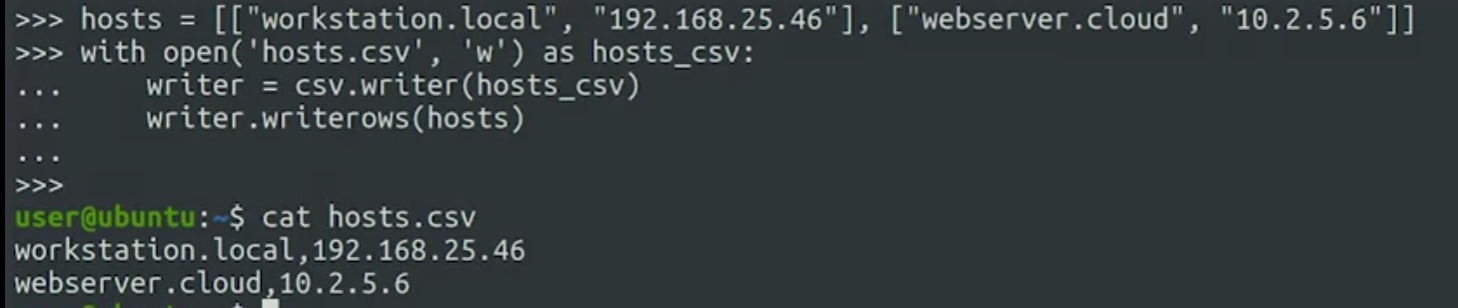 >>> hosts = [["workstation.local", "192.168.25.46"], ["webserver.cloud", "10.2.5.6"]]
>>> with open('hosts.csv', 'w') as hosts_csv:
...     writer = csv.writer(hosts_csv)
...     writer.writerows(hosts)
...
>>>
user@ubuntu:~$ cat hosts.csv
workstation.local,192.168.25.46
webserver.cloud,10.2.5.6